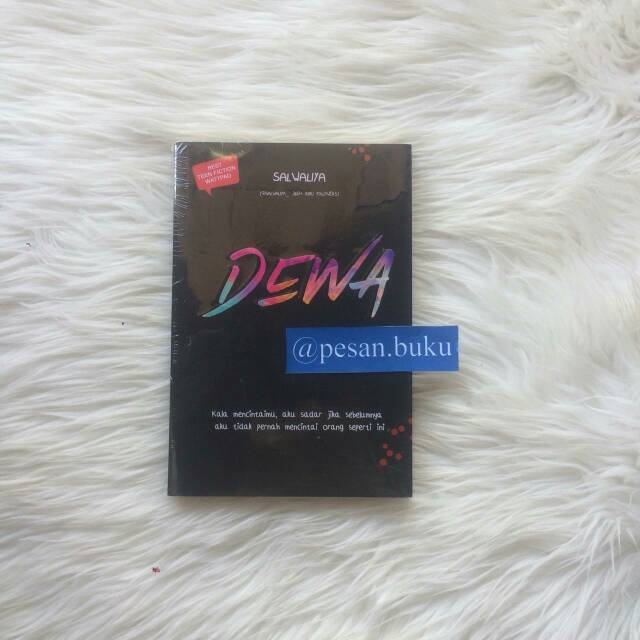 BEST
TEEN FICTION
WATTPAD
SALWALIYA
DEWA
@pesan.buku
Kala mencintaimu, aku sadar jika sebelumnya
aku tidak pernah mencintai orang seperti ini